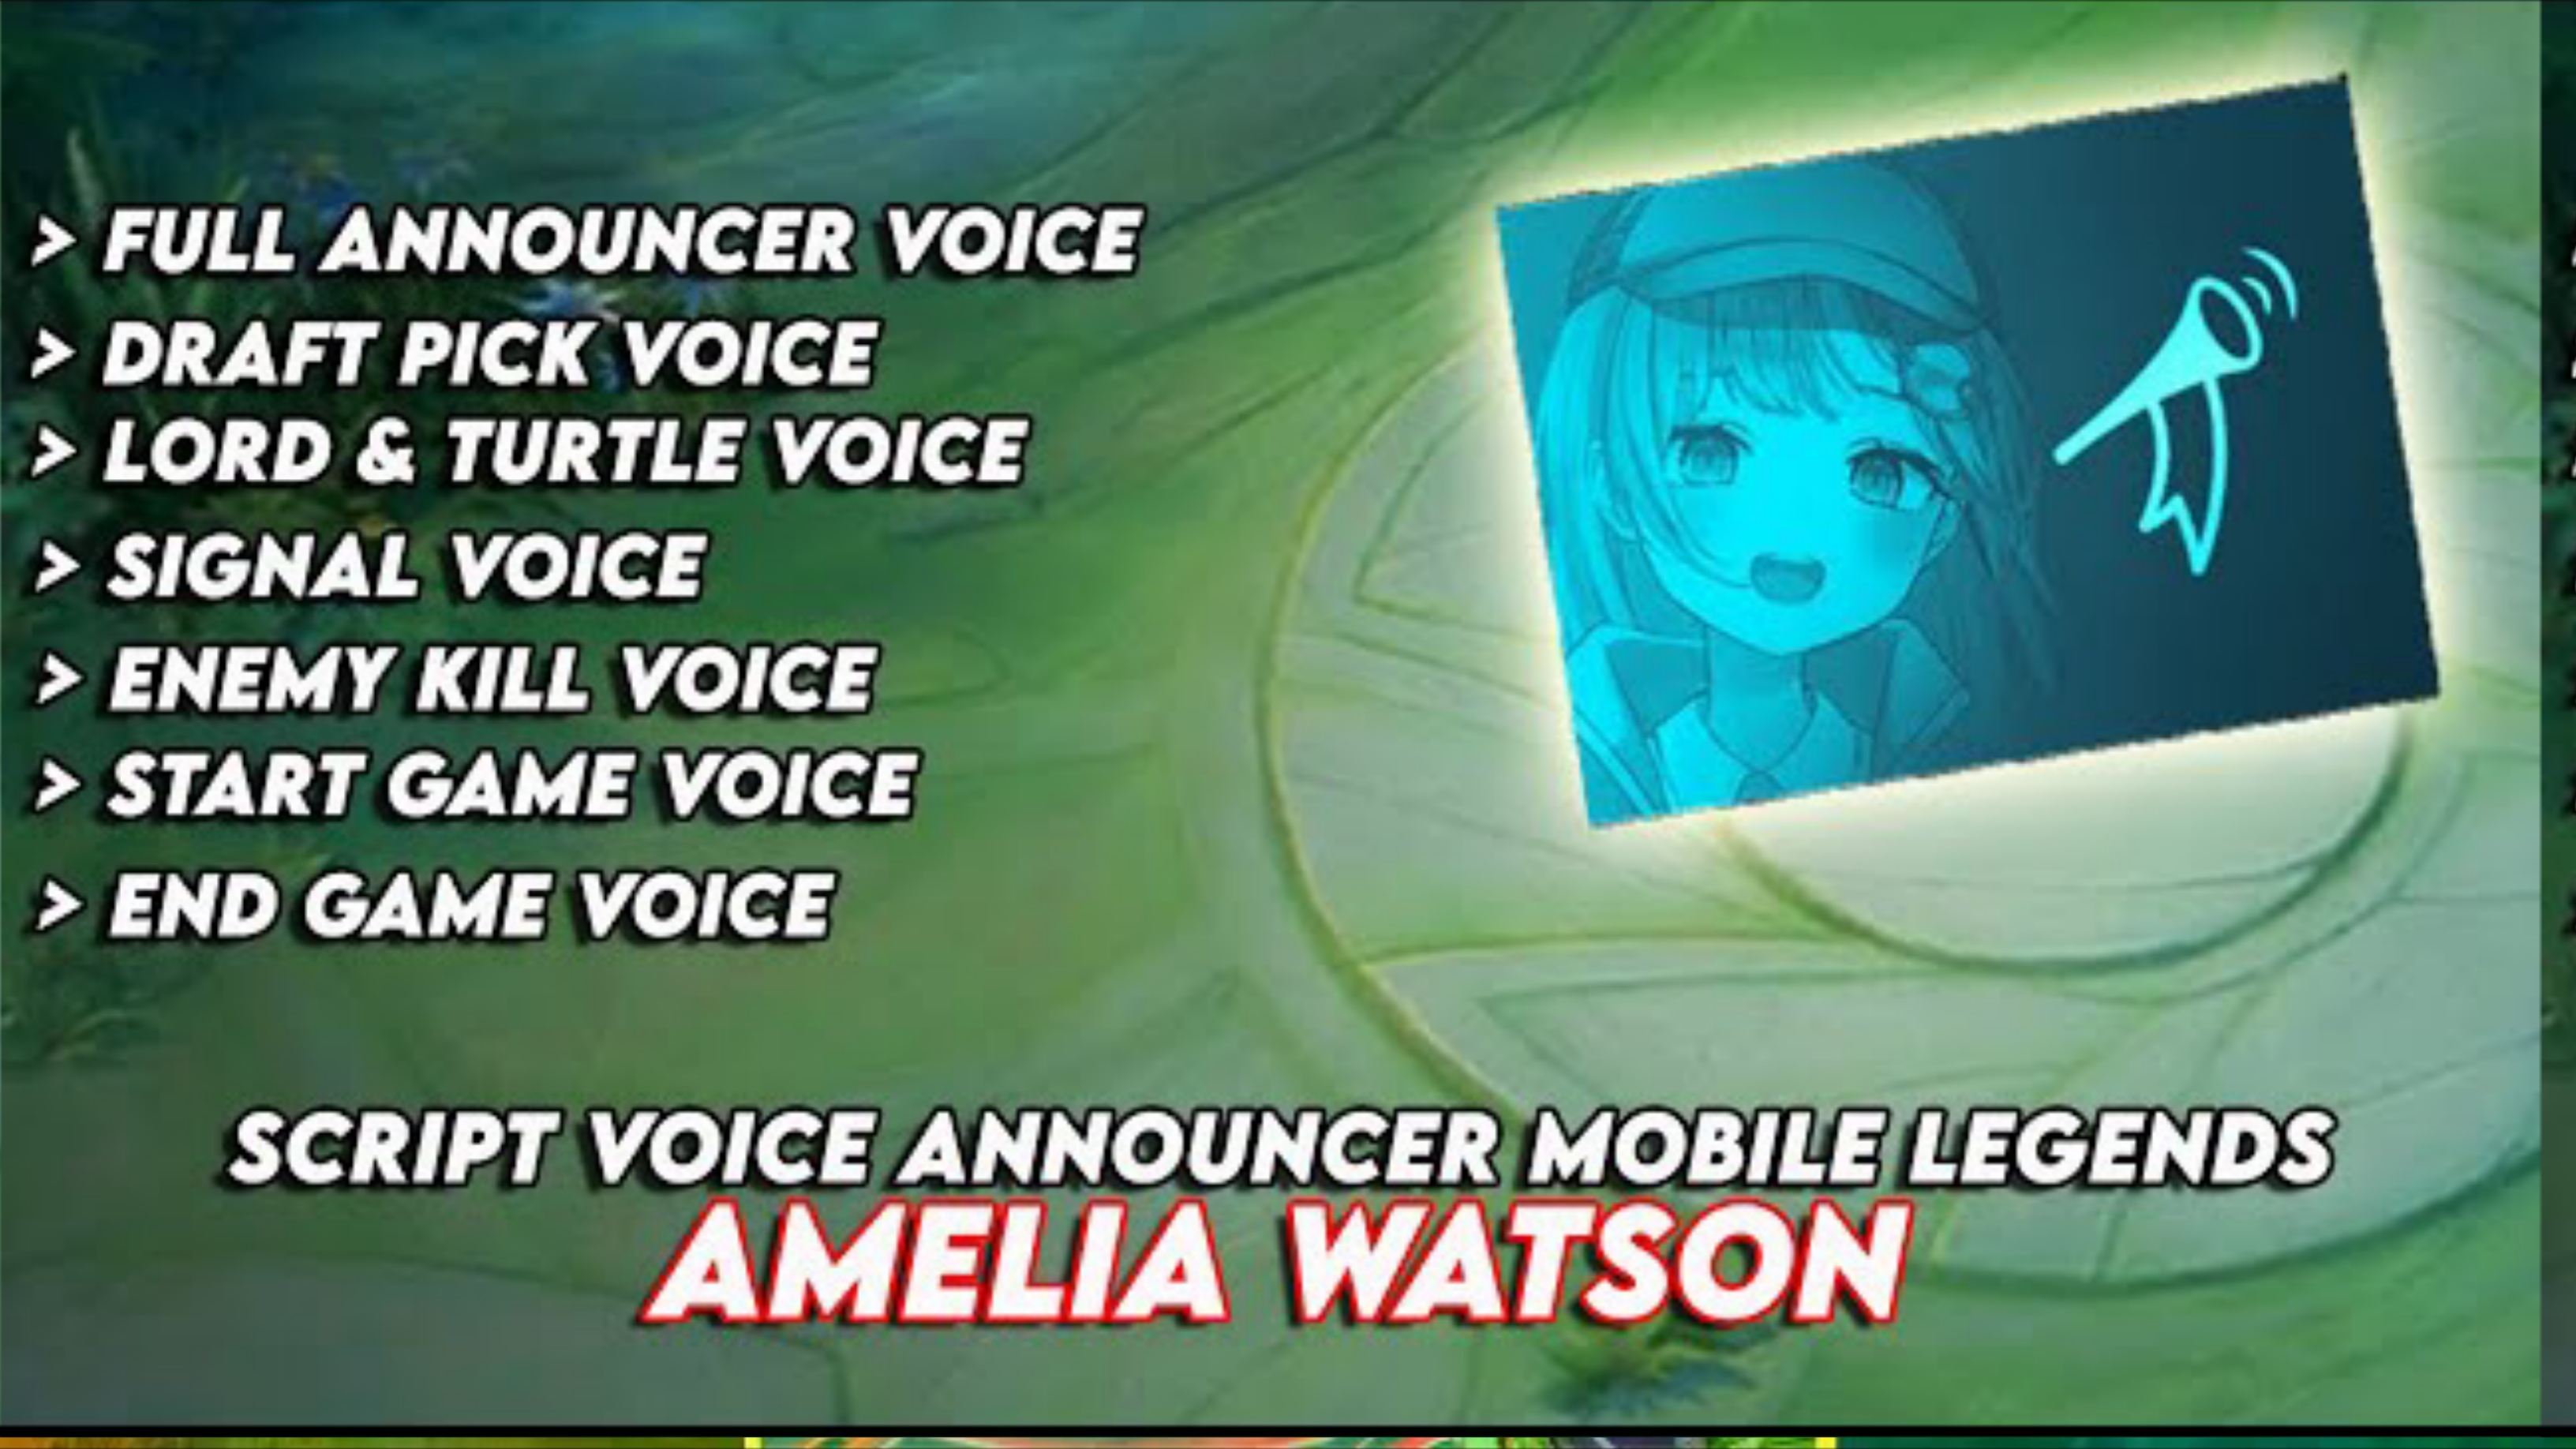 > FULL ANNOUNCER VOICE
> DRAFT PICK VOICE
> LORD & TURTLE VOICE
> SIGNAL VOICE
> ENEMY KILL VOICE
> START GAME VOICE
> END GAME VOICE
SCRIPT VOICE ANNOUNCER MOBILE LEGENDS
AMELIA WATSON